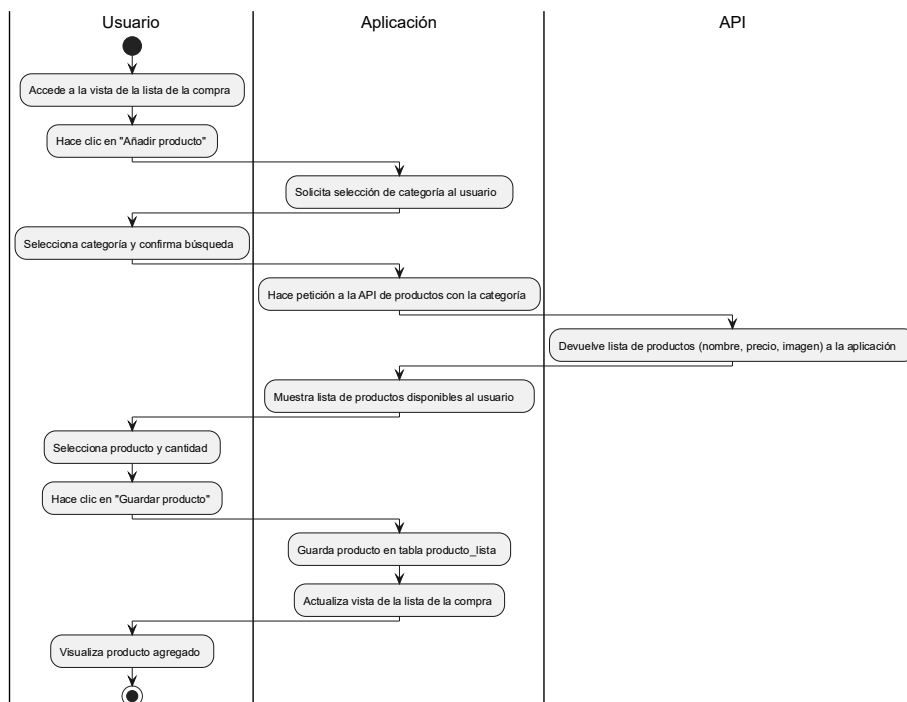 Usuario
Aplicación
API
Accede a la vista de la lista de la compra
Hace clic en "Añadir producto"
Solicita selección de categoría al usuario
Selecciona categoría y confirma búsqueda
Hace petición a la API de productos con la categoría
Devuelve lista de productos (nombre, precio, imagen) a la aplicación
Muestra lista de productos disponibles al usuario
Selecciona producto y cantidad
Hace clic en "Guardar producto"
Guarda producto en tabla producto_lista
Actualiza vista de la lista de la compra
Visualiza producto agregado